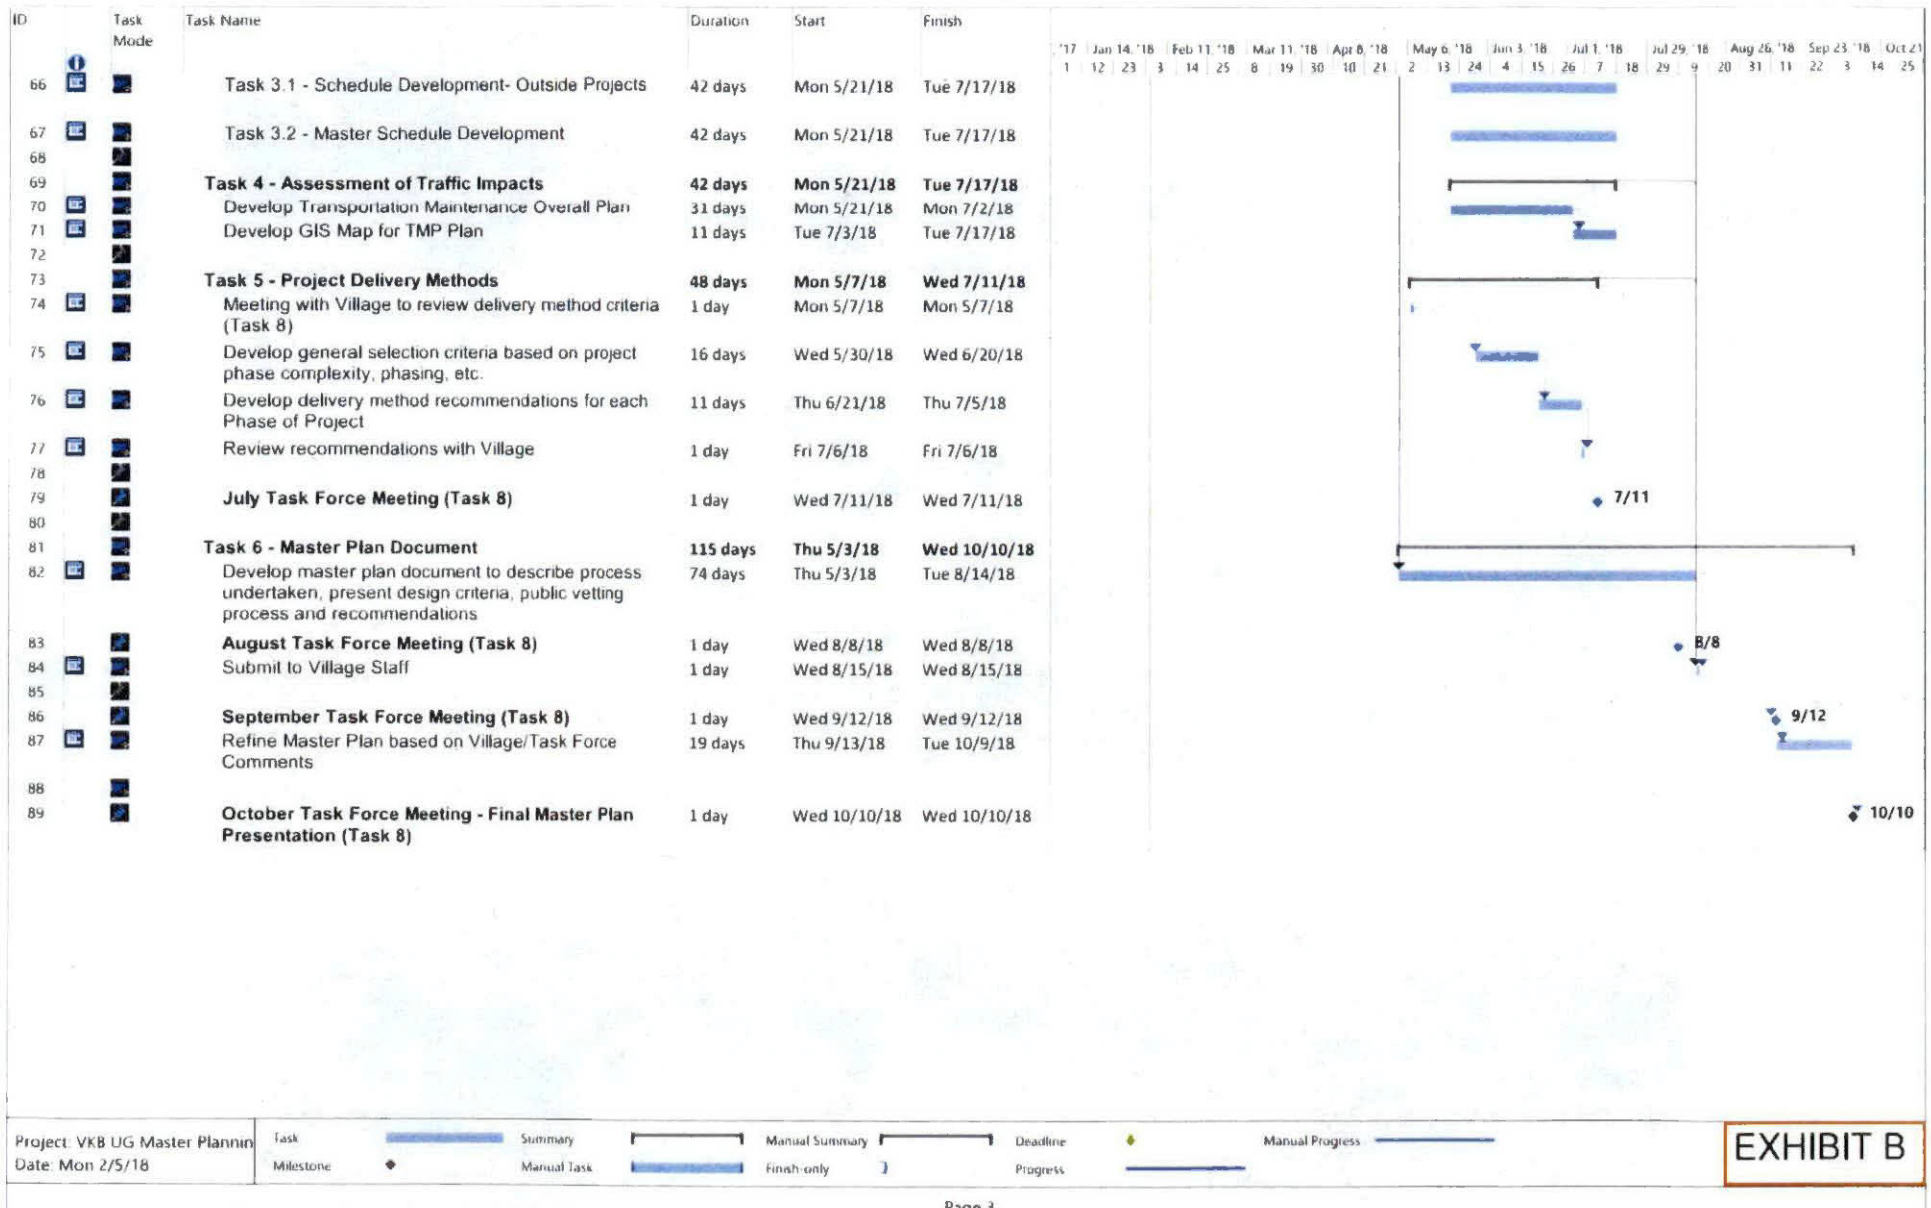 ID Task Mode Task Name Duration Start Finish
'17 Jan 14, '18 Feb 11, '18 Mar 11, '18 Apr 8, '18 May 6, '18 Jun 3, '18 Jul 1, '18 Jul 29, '18 Aug 26, '18 Sep 23, '18 Oct 21
1 12 23 3 14 25 8 19 30 10 21 2 13 24 4 15 26 7 18 29 9 20 31 11 22 3 14 25
66 Task 3.1 - Schedule Development- Outside Projects 42 days Mon 5/21/18 Tue 7/17/18
67 Task 3.2 - Master Schedule Development 42 days Mon 5/21/18 Tue 7/17/18
68
69 Task 4 - Assessment of Traffic Impacts 42 days Mon 5/21/18 Tue 7/17/18
70 Develop Transportation Maintenance Overall Plan 31 days Mon 5/21/18 Mon 7/2/18
71 Develop GIS Map for TMP Plan 11 days Tue 7/3/18 Tue 7/17/18
72
73 Task 5 - Project Delivery Methods 48 days Mon 5/7/18 Wed 7/11/18
74 Meeting with Village to review delivery method criteria 1 day Mon 5/7/18 Mon 5/7/18
(Task 8)
75 Develop general selection criteria based on project 16 days Wed 5/30/18 Wed 6/20/18
phase complexity, phasing, etc.
76 Develop delivery method recommendations for each 11 days Thu 6/21/18 Thu 7/5/18
Phase of Project
77 Review recommendations with Village 1 day Fri 7/6/18 Fri 7/6/18
78
79 July Task Force Meeting (Task 8) 1 day Wed 7/11/18 Wed 7/11/18 7/11
80
81 Task 6 - Master Plan Document 115 days Thu 5/3/18 Wed 10/10/18
82 Develop master plan document to describe process 74 days Thu 5/3/18 Tue 8/14/18
undertaken, present design criteria, public vetting
process and recommendations
83 August Task Force Meeting (Task 8) 1 day Wed 8/8/18 Wed 8/8/18 8/8
84 Submit to Village Staff 1 day Wed 8/15/18 Wed 8/15/18
85
86 September Task Force Meeting (Task 8) 1 day Wed 9/12/18 Wed 9/12/18 9/12
87 Refine Master Plan based on Village/Task Force 19 days Thu 9/13/18 Tue 10/9/18
Comments
88
89 October Task Force Meeting - Final Master Plan 1 day Wed 10/10/18 Wed 10/10/18 10/10
Presentation (Task 8)
Project: VKB UG Master Plannin
Date: Mon 2/5/18
Task Summary Manual Summary Deadline Manual Progress
Milestone Manual Task Finish-only Progress
EXHIBIT B
Page 3